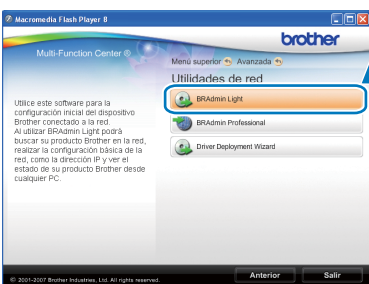 Macromedia Flash Player 8
brother
Multi-Function Center ®
Menú superior Avanzada
Utilidades de red
BRAdmin Light
BRAdmin Professional
Driver Deployment Wizard
Utilice este software para la
configuración inicial del dispositivo
Brother conectado a la red.
Al utilizar BRAdmin Light podrá
buscar su producto Brother en la red,
realizar la configuración básica de la
red, como la dirección IP y ver el
estado de su producto Brother desde
cualquier PC.
© 2001-2007 Brother Industries, Ltd. All rights reserved.
Anterior
Salir